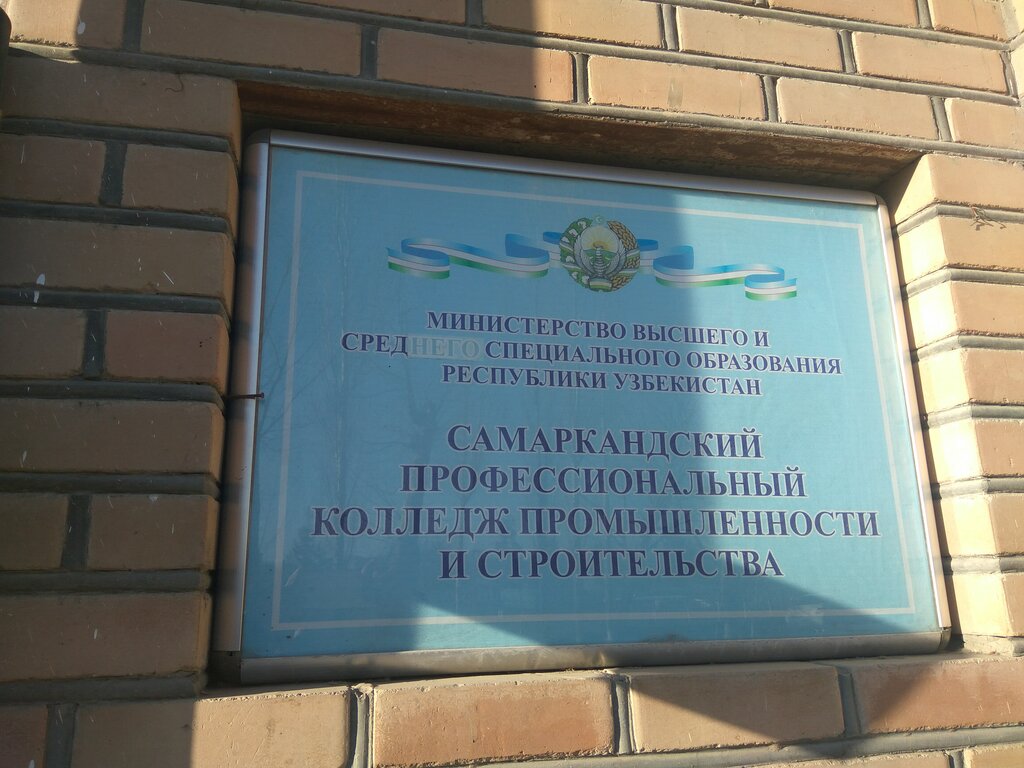 МИНИСТЕРСТВО ВЫСШЕГО И
СРЕДНЕГО СПЕЦИАЛЬНОГО ОБРАЗОВАНИЯ
РЕСПУБЛИКИ УЗБЕКИСТАН
САМАРКАНДСКИЙ
ПРОФЕССИОНАЛЬНЫЙ
КОЛЛЕДЖ ПРОМЫШЛЕННОСТИ
И СТРОИТЕЛЬСТВА